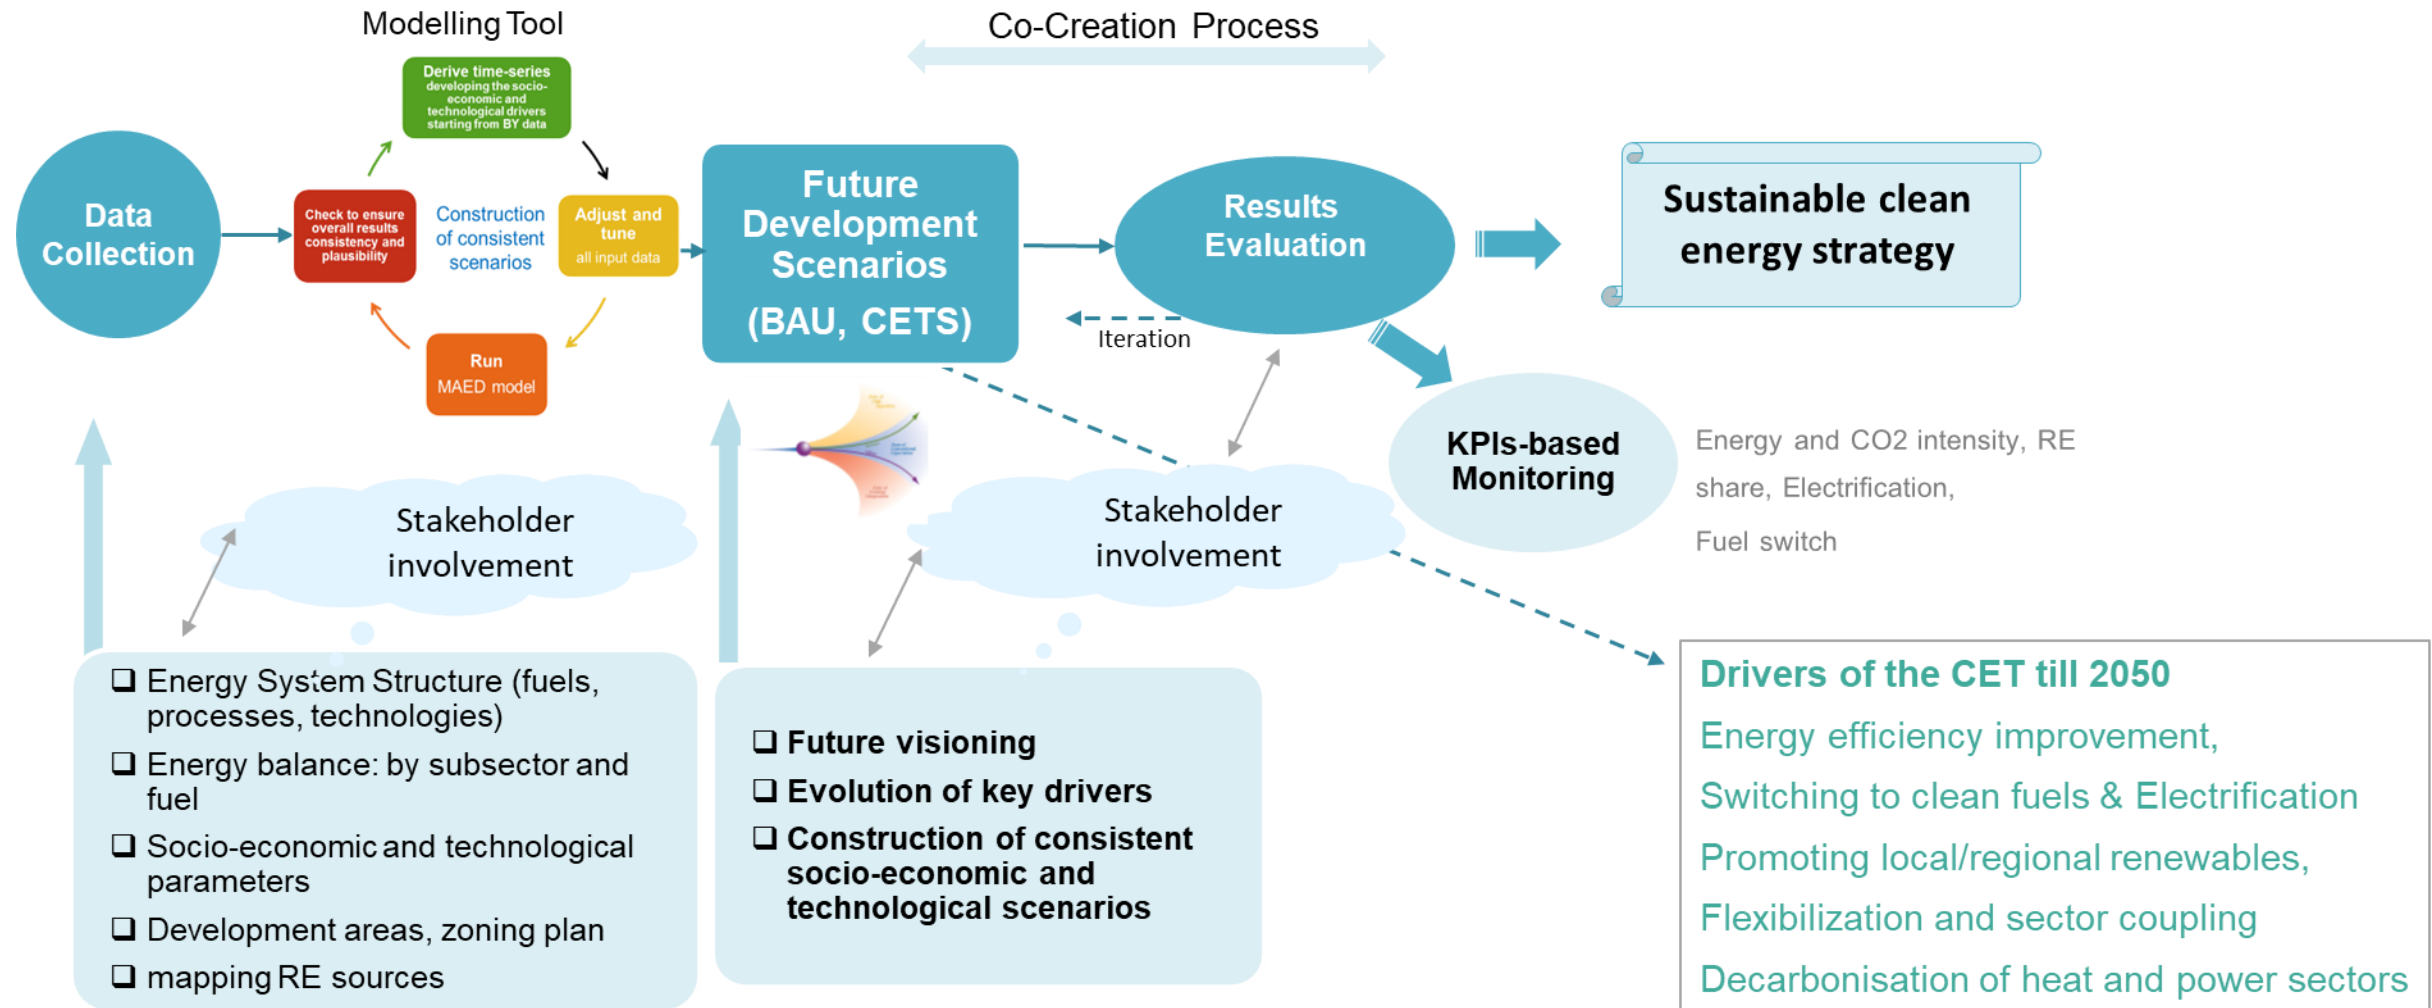 Modelling Tool
Co-Creation Process
Derive time-series
developing the socio-
economic and
technological drivers
starting from BY data
Data
Collection
Check to ensure
overall results
consistency and
plausibility
Construction
of consistent
scenarios
Adjust and
tune
all input data
Run
MAED model
Future
Development
Scenarios
(BAU, CETS)
Results
Evaluation
Iteration
Sustainable clean
energy strategy
KPIs-based
Monitoring
Energy and CO2 intensity, RE
share, Electrification,
Fuel switch
Stakeholder
involvement
Stakeholder
involvement
Energy System Structure (fuels,
processes, technologies)
Energy balance: by subsector and
fuel
Socio-economic and technological
parameters
Development areas, zoning plan
mapping RE sources
Future visioning
Evolution of key drivers
Construction of consistent
socio-economic and
technological scenarios
Drivers of the CET till 2050
Energy efficiency improvement,
Switching to clean fuels & Electrification
Promoting local/regional renewables,
Flexibilization and sector coupling
Decarbonisation of heat and power sectors